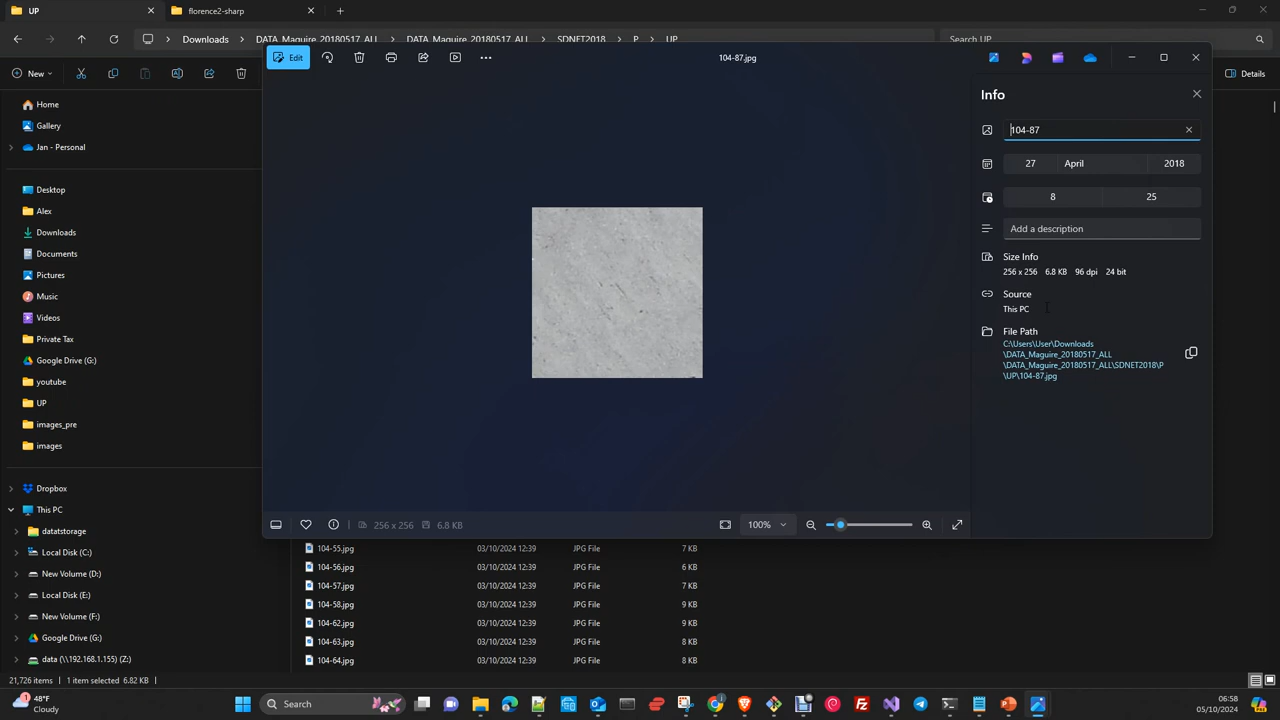 UP
florence2-sharp
Downloads > DATA_Maguire_20180517_ALL > DATA_Maguire_20180517_ALL > SDNET2018 > P > UP
Search UP
New
Details
Edit
104-87.jpg
Info
104-87
27 April 2018
8 25
Add a description
Size Info
256 x 256 6.8 KB 96 dpi 24 bit
Source
This PC
File Path
C:\Users\User\Downloads
\DATA_Maguire_20180517_ALL
\DATA_Maguire_20180517_ALL\SDNET2018\P
\UP\104-87.jpg
256 x 256 6.8 KB
100%
Home
Gallery
Jan - Personal
Desktop
Alex
Downloads
Documents
Pictures
Music
Videos
Private Tax
Google Drive (G:)
youtube
UP
images_pre
images
Dropbox
This PC
datatstorage
Local Disk (C:)
New Volume (D:)
Local Disk (E:)
New Volume (F:)
Google Drive (G:)
data (\\192.168.1.155) (Z:)
104-55.jpg 03/10/2024 12:39 JPG File 7 KB
104-56.jpg 03/10/2024 12:39 JPG File 6 KB
104-57.jpg 03/10/2024 12:39 JPG File 7 KB
104-58.jpg 03/10/2024 12:39 JPG File 9 KB
104-62.jpg 03/10/2024 12:39 JPG File 9 KB
104-63.jpg 03/10/2024 12:39 JPG File 8 KB
104-64.jpg 03/10/2024 12:39 JPG File 8 KB
21,726 items 1 item selected 6.82 KB
1
48°F
Cloudy
Search
06:58
05/10/2024